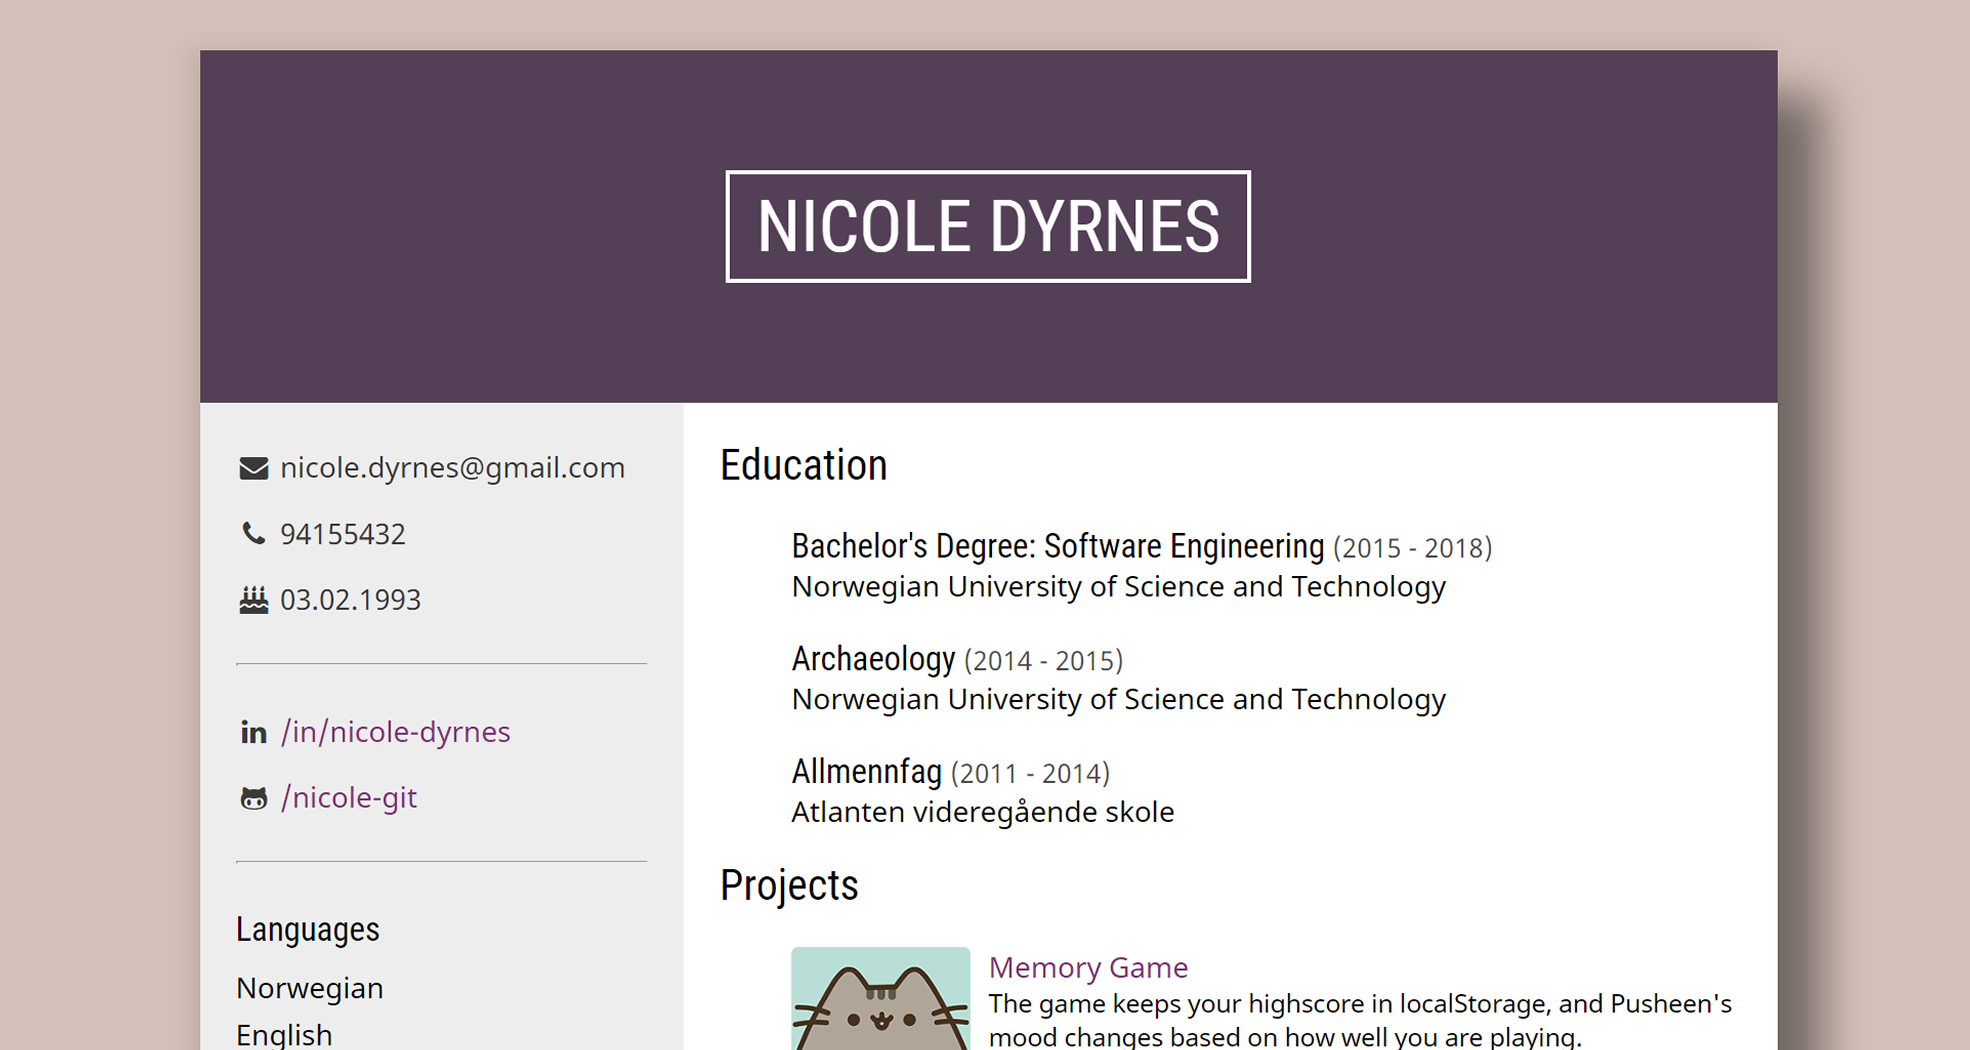 NICOLE DYRNES
nicole.dyrnes@gmail.com
94155432
03.02.1993
/in/nicole-dyrnes
/nicole-git
Languages
Norwegian
English
Education
Bachelor's Degree: Software Engineering (2015 - 2018)
Norwegian University of Science and Technology
Archaeology (2014 - 2015)
Norwegian University of Science and Technology
Allmennfag (2011 - 2014)
Atlanten videregående skole
Projects
Memory Game
The game keeps your highscore in localStorage, and Pusheen's
mood changes based on how well you are playing.